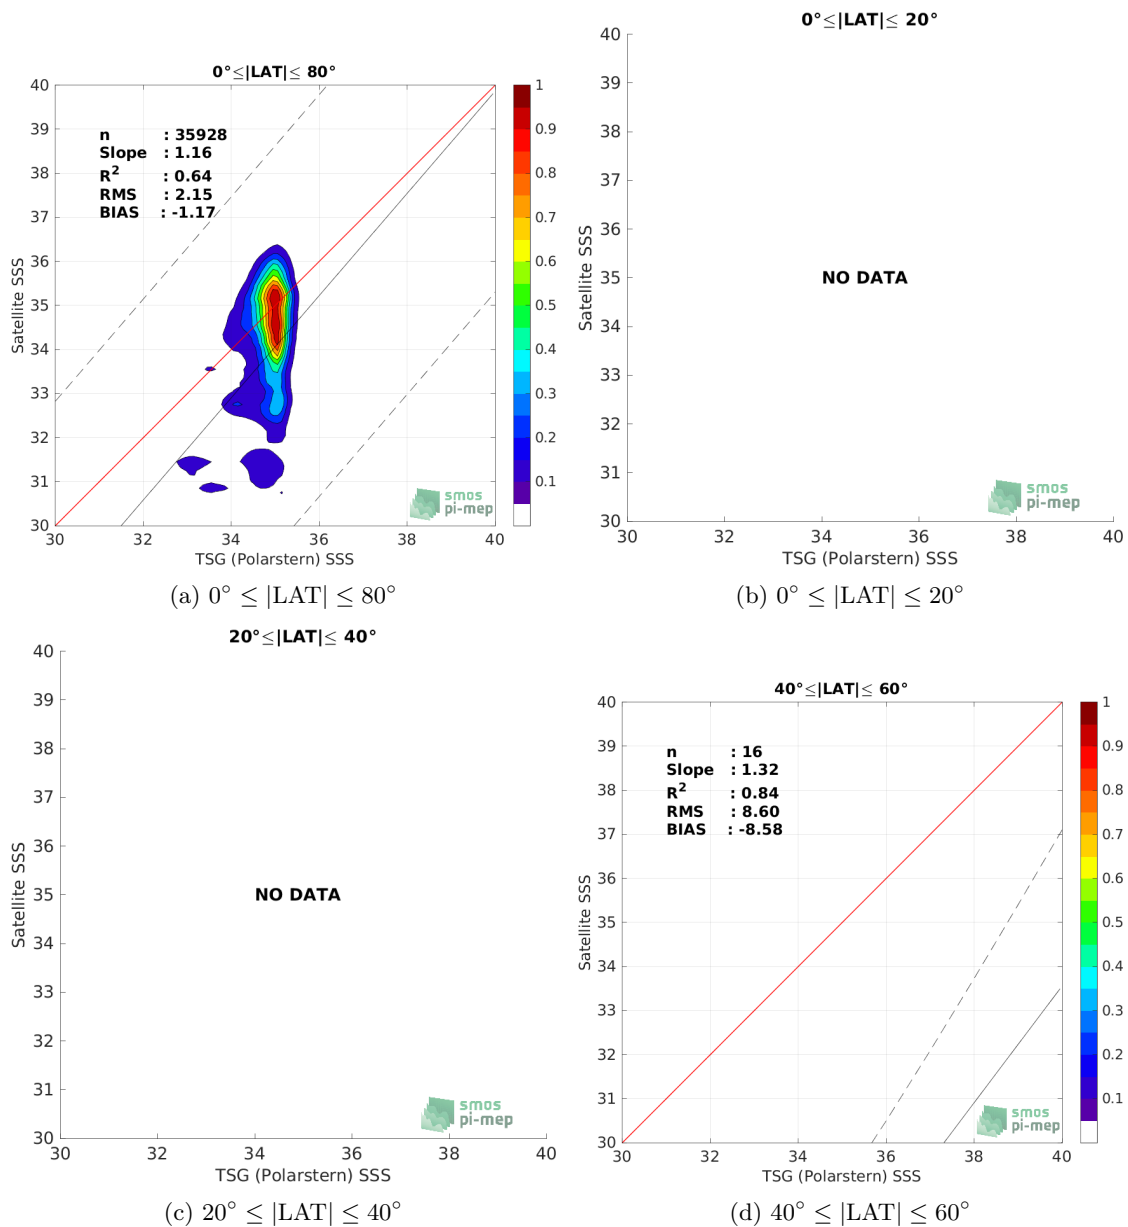 0°≤|LAT|≤ 80°
40
39
38
37
36
35
34
33
32
31
30
Satellite SSS
n : 35928
Slope : 1.16
R² : 0.64
RMS : 2.15
BIAS : -1.17
smos
pi-mep
30 32 34 36 38 40
TSG (Polarstern) SSS
1
0.9
0.8
0.7
0.6
0.5
0.4
0.3
0.2
0.1
(a) 0° ≤ |LAT| ≤ 80°
0°≤|LAT|≤ 20°
40
39
38
37
36
35
34
33
32
31
30
Satellite SSS
NO DATA
smos
pi-mep
30 32 34 36 38 40
TSG (Polarstern) SSS
(b) 0° ≤ |LAT| ≤ 20°
20°≤|LAT|≤ 40°
40
39
38
37
36
35
34
33
32
31
30
Satellite SSS
NO DATA
smos
pi-mep
30 32 34 36 38 40
TSG (Polarstern) SSS
(c) 20° ≤ |LAT| ≤ 40°
40°≤|LAT|≤ 60°
40
39
38
37
36
35
34
33
32
31
30
Satellite SSS
n : 16
Slope : 1.32
R² : 0.84
RMS : 8.60
BIAS : -8.58
smos
pi-mep
30 32 34 36 38 40
TSG (Polarstern) SSS
1
0.9
0.8
0.7
0.6
0.5
0.4
0.3
0.2
0.1
(d) 40° ≤ |LAT| ≤ 60°